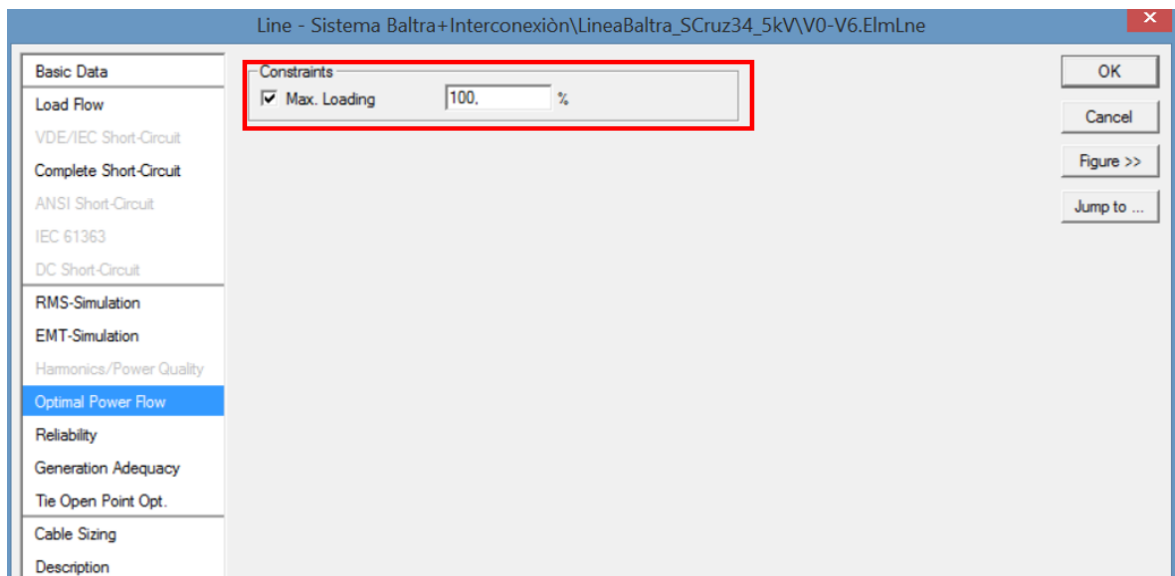 Line - Sistema Baltra+Interconexiòn\LineaBaltra_SCruz34_5kV\V0-V6.ElmLne
Basic Data
Load Flow
VDE/IEC Short-Circuit
Complete Short-Circuit
ANSI Short-Circuit
IEC 61363
DC Short-Circuit
RMS-Simulation
EMT-Simulation
Harmonics/Power Quality
Optimal Power Flow
Reliability
Generation Adequacy
Tie Open Point Opt.
Cable Sizing
Description
Constraints
Max. Loading 100, %
OK
Cancel
Figure >>
Jump to ...